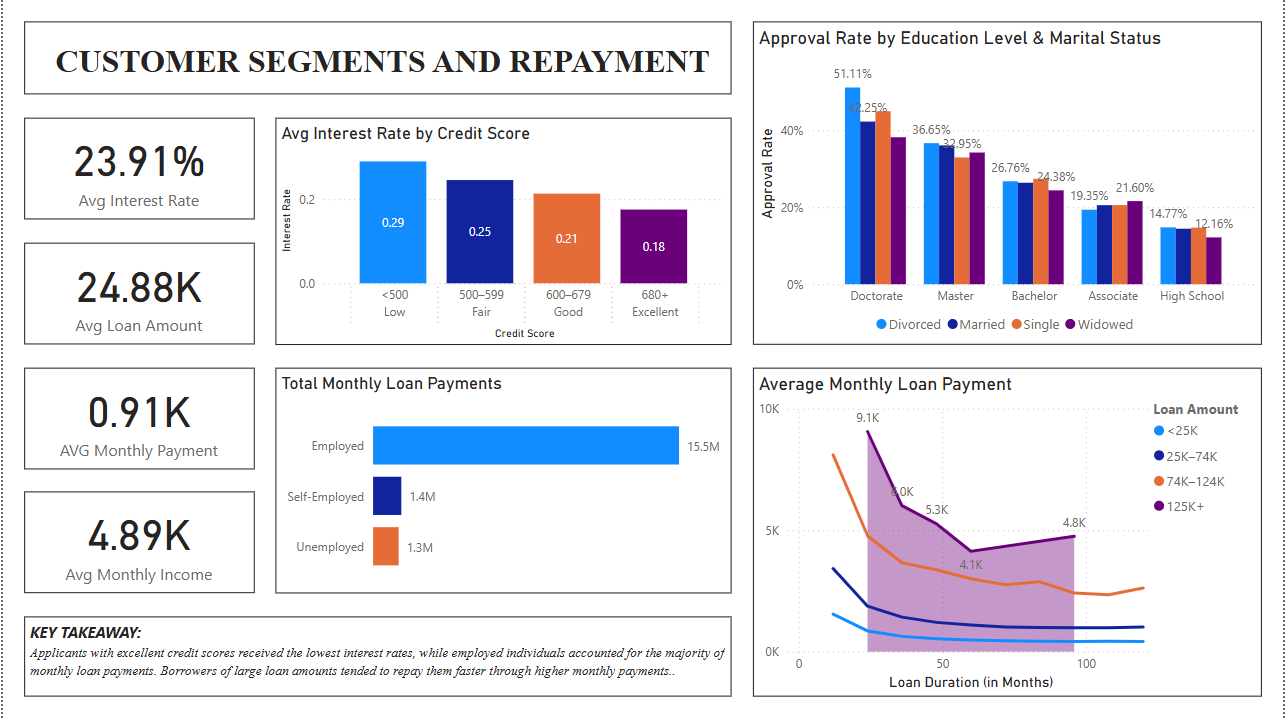 CUSTOMER SEGMENTS AND REPAYMENT
23.91%
Avg Interest Rate
24.88K
Avg Loan Amount
0.91K
AVG Monthly Payment
4.89K
Avg Monthly Income
Avg Interest Rate by Credit Score
Interest Rate
0.2
0.0
0.29
0.25
0.21
0.18
<500
Low
500–599
Fair
600–679
Good
680+
Excellent
Credit Score
Total Monthly Loan Payments
Employed
15.5M
Self-Employed
1.4M
Unemployed
1.3M
KEY TAKEAWAY:
Applicants with excellent credit scores received the lowest interest rates, while employed individuals accounted for the majority of
monthly loan payments. Borrowers of large loan amounts tended to repay them faster through higher monthly payments..
Approval Rate by Education Level & Marital Status
Approval Rate
40%
20%
0%
51.11%
42.25%
36.65%
32.95%
26.76%
24.38%
19.35%
21.60%
14.77%
12.16%
Doctorate
Master
Bachelor
Associate
High School
Divorced Married Single Widowed
Average Monthly Loan Payment
10K
5K
0K
9.1K
6.0K
5.3K
4.1K
4.8K
0 50 100
Loan Duration (in Months)
Loan Amount
<25K
25K–74K
74K–124K
125K+